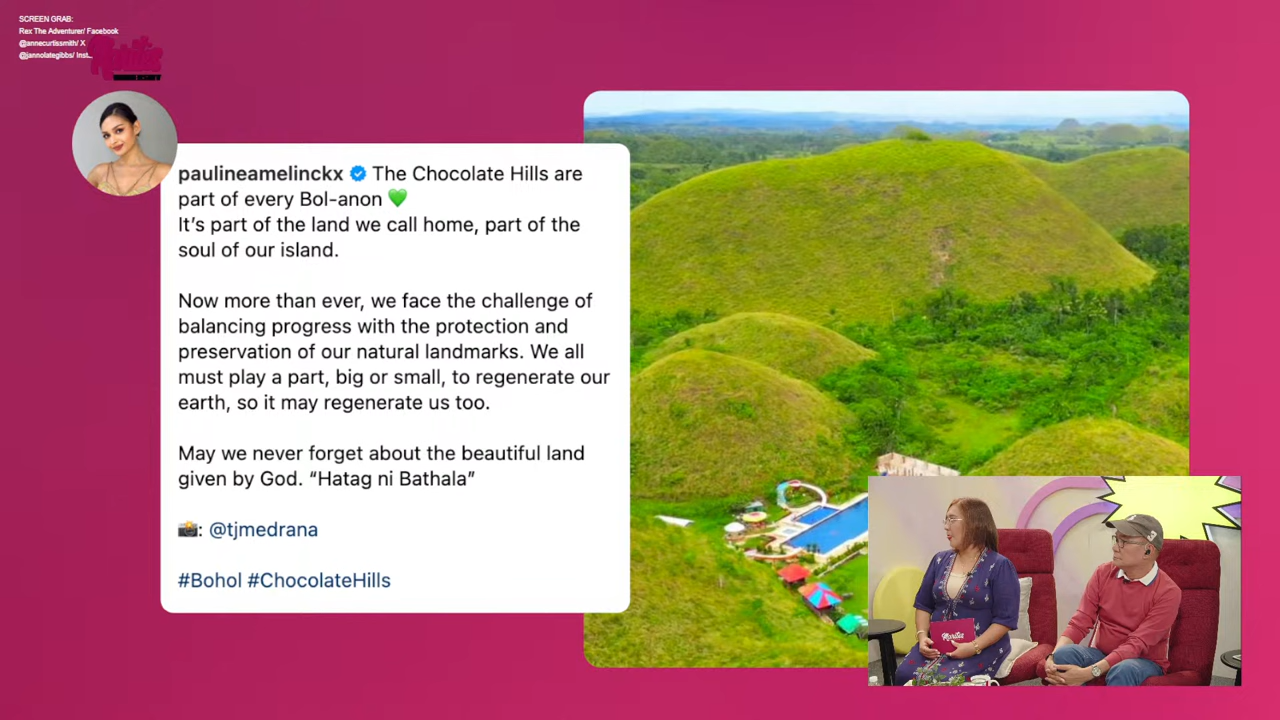 SCREEN GRAB:
Rex The Adventurer/ Facebook
@annecurtissmith/ X
@jannolategibbs/ Inst...
paulineamelinckx The Chocolate Hills are
part of every Bol-anon 💚
It’s part of the land we call home, part of the
soul of our island.
Now more than ever, we face the challenge of
balancing progress with the protection and
preservation of our natural landmarks. We all
must play a part, big or small, to regenerate our
earth, so it may regenerate us too.
May we never forget about the beautiful land
given by God. “Hatag ni Bathala”
📸: @tjmedrana
#Bohol #ChocolateHills
Marites